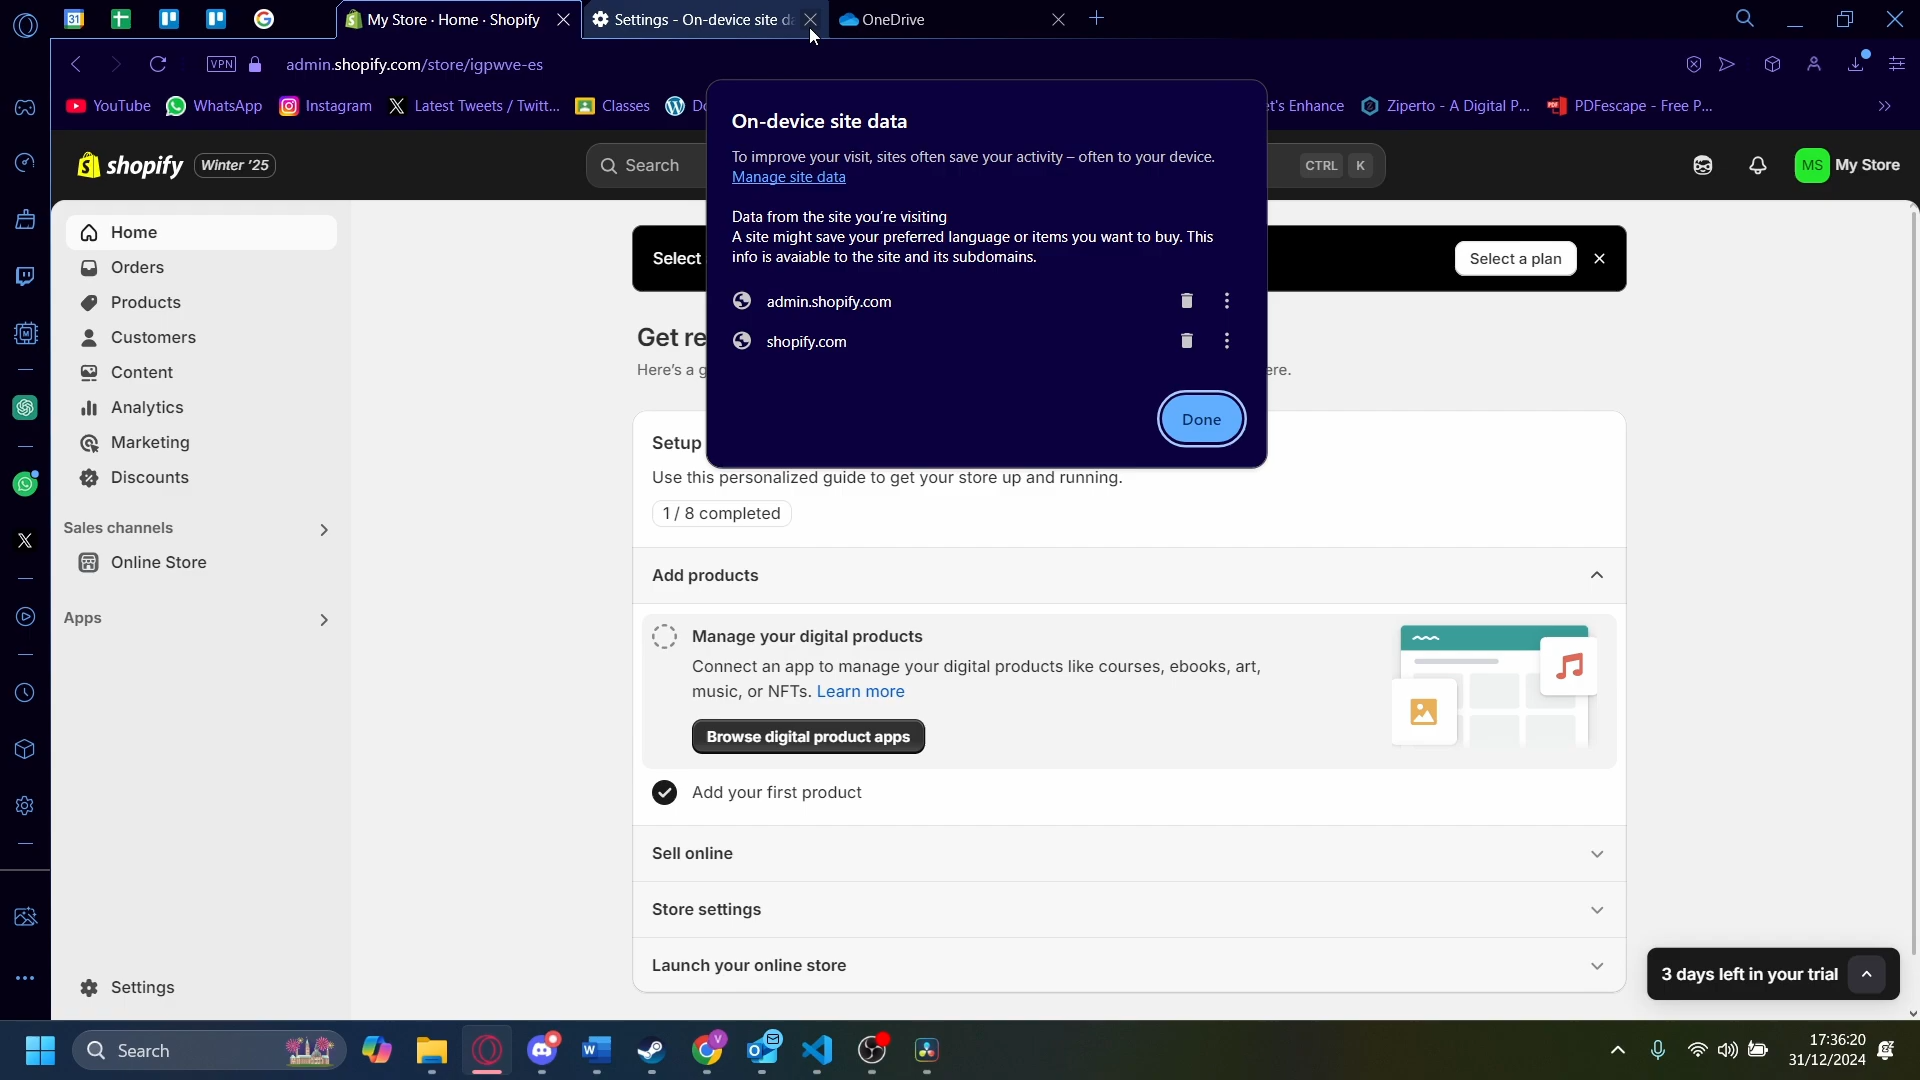 My Store · Home · Shopify
Settings - On-device site da
OneDrive
VPN
admin.shopify.com/store/igpwve-es
YouTube
WhatsApp
Instagram
Latest Tweets / Twitt...
Classes
et's Enhance
Ziperto - A Digital P...
PDFescape - Free P...
shopify
Winter '25
Search
CTRL K
MS
My Store
On-device site data
To improve your visit, sites often save your activity – often to your device.
Manage site data
Data from the site you're visiting
A site might save your preferred language or items you want to buy. This
info is avaiable to the site and its subdomains.
admin.shopify.com
shopify.com
Done
Home
Orders
Products
Customers
Content
Analytics
Marketing
Discounts
Sales channels
Online Store
Apps
Settings
Select
Select a plan
Get re
Here's a g
ere.
Setup
Use this personalized guide to get your store up and running.
1 / 8 completed
Add products
Manage your digital products
Connect an app to manage your digital products like courses, ebooks, art,
music, or NFTs. Learn more
Browse digital product apps
Add your first product
Sell online
Store settings
Launch your online store
3 days left in your trial
Search
17:36:20
31/12/2024